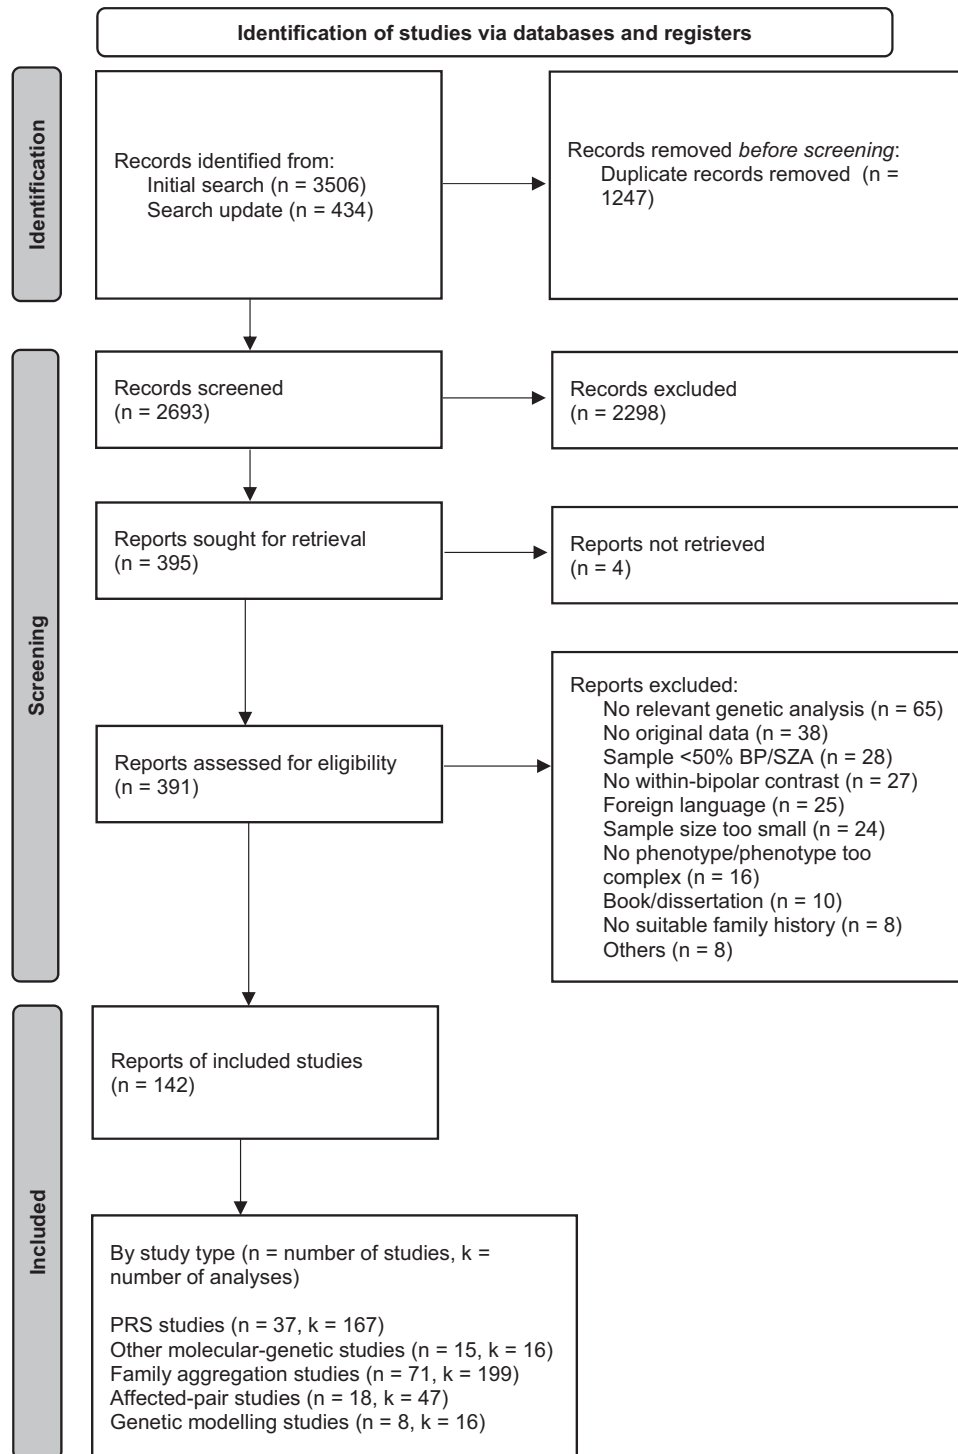 Identification of studies via databases and registers
Identification
Records identified from:
Initial search (n = 3506)
Search update (n = 434)
Records removed before screening:
Duplicate records removed  (n =
1247)
Screening
Records screened
(n = 2693)
Records excluded
(n = 2298)
Reports sought for retrieval
(n = 395)
Reports not retrieved
(n = 4)
Reports assessed for eligibility
(n = 391)
Reports excluded:
No relevant genetic analysis (n = 65)
No original data (n = 38)
Sample <50% BP/SZA (n = 28)
No within-bipolar contrast (n = 27)
Foreign language (n = 25)
Sample size too small (n = 24)
No phenotype/phenotype too
complex (n = 16)
Book/dissertation (n = 10)
No suitable family history (n = 8)
Others (n = 8)
Included
Reports of included studies
(n = 142)
By study type (n = number of studies, k =
number of analyses)
PRS studies (n = 37, k = 167)
Other molecular-genetic studies (n = 15, k = 16)
Family aggregation studies (n = 71, k = 199)
Affected-pair studies (n = 18, k = 47)
Genetic modelling studies (n = 8, k = 16)